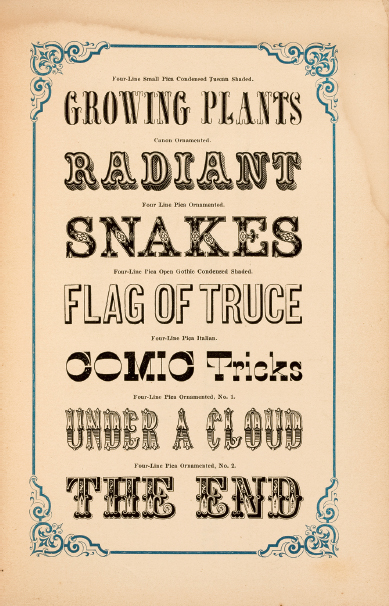 Four-Line Small Pica Condensed Tuscan Shaded.
GROWING PLANTS
Canon Ornamented.
RADIANT
Four Line Pica Ornamented.
SNAKES
Four-Line Pica Open Gothic Condensed Shaded.
FLAG OF TRUCE
Four-Line Pica Italian.
COMIC Tricks
Four-Line Pica Ornamented, No. 1.
UNDER A CLOUD
Four-Line Pica Ornamented, No. 2.
THE END